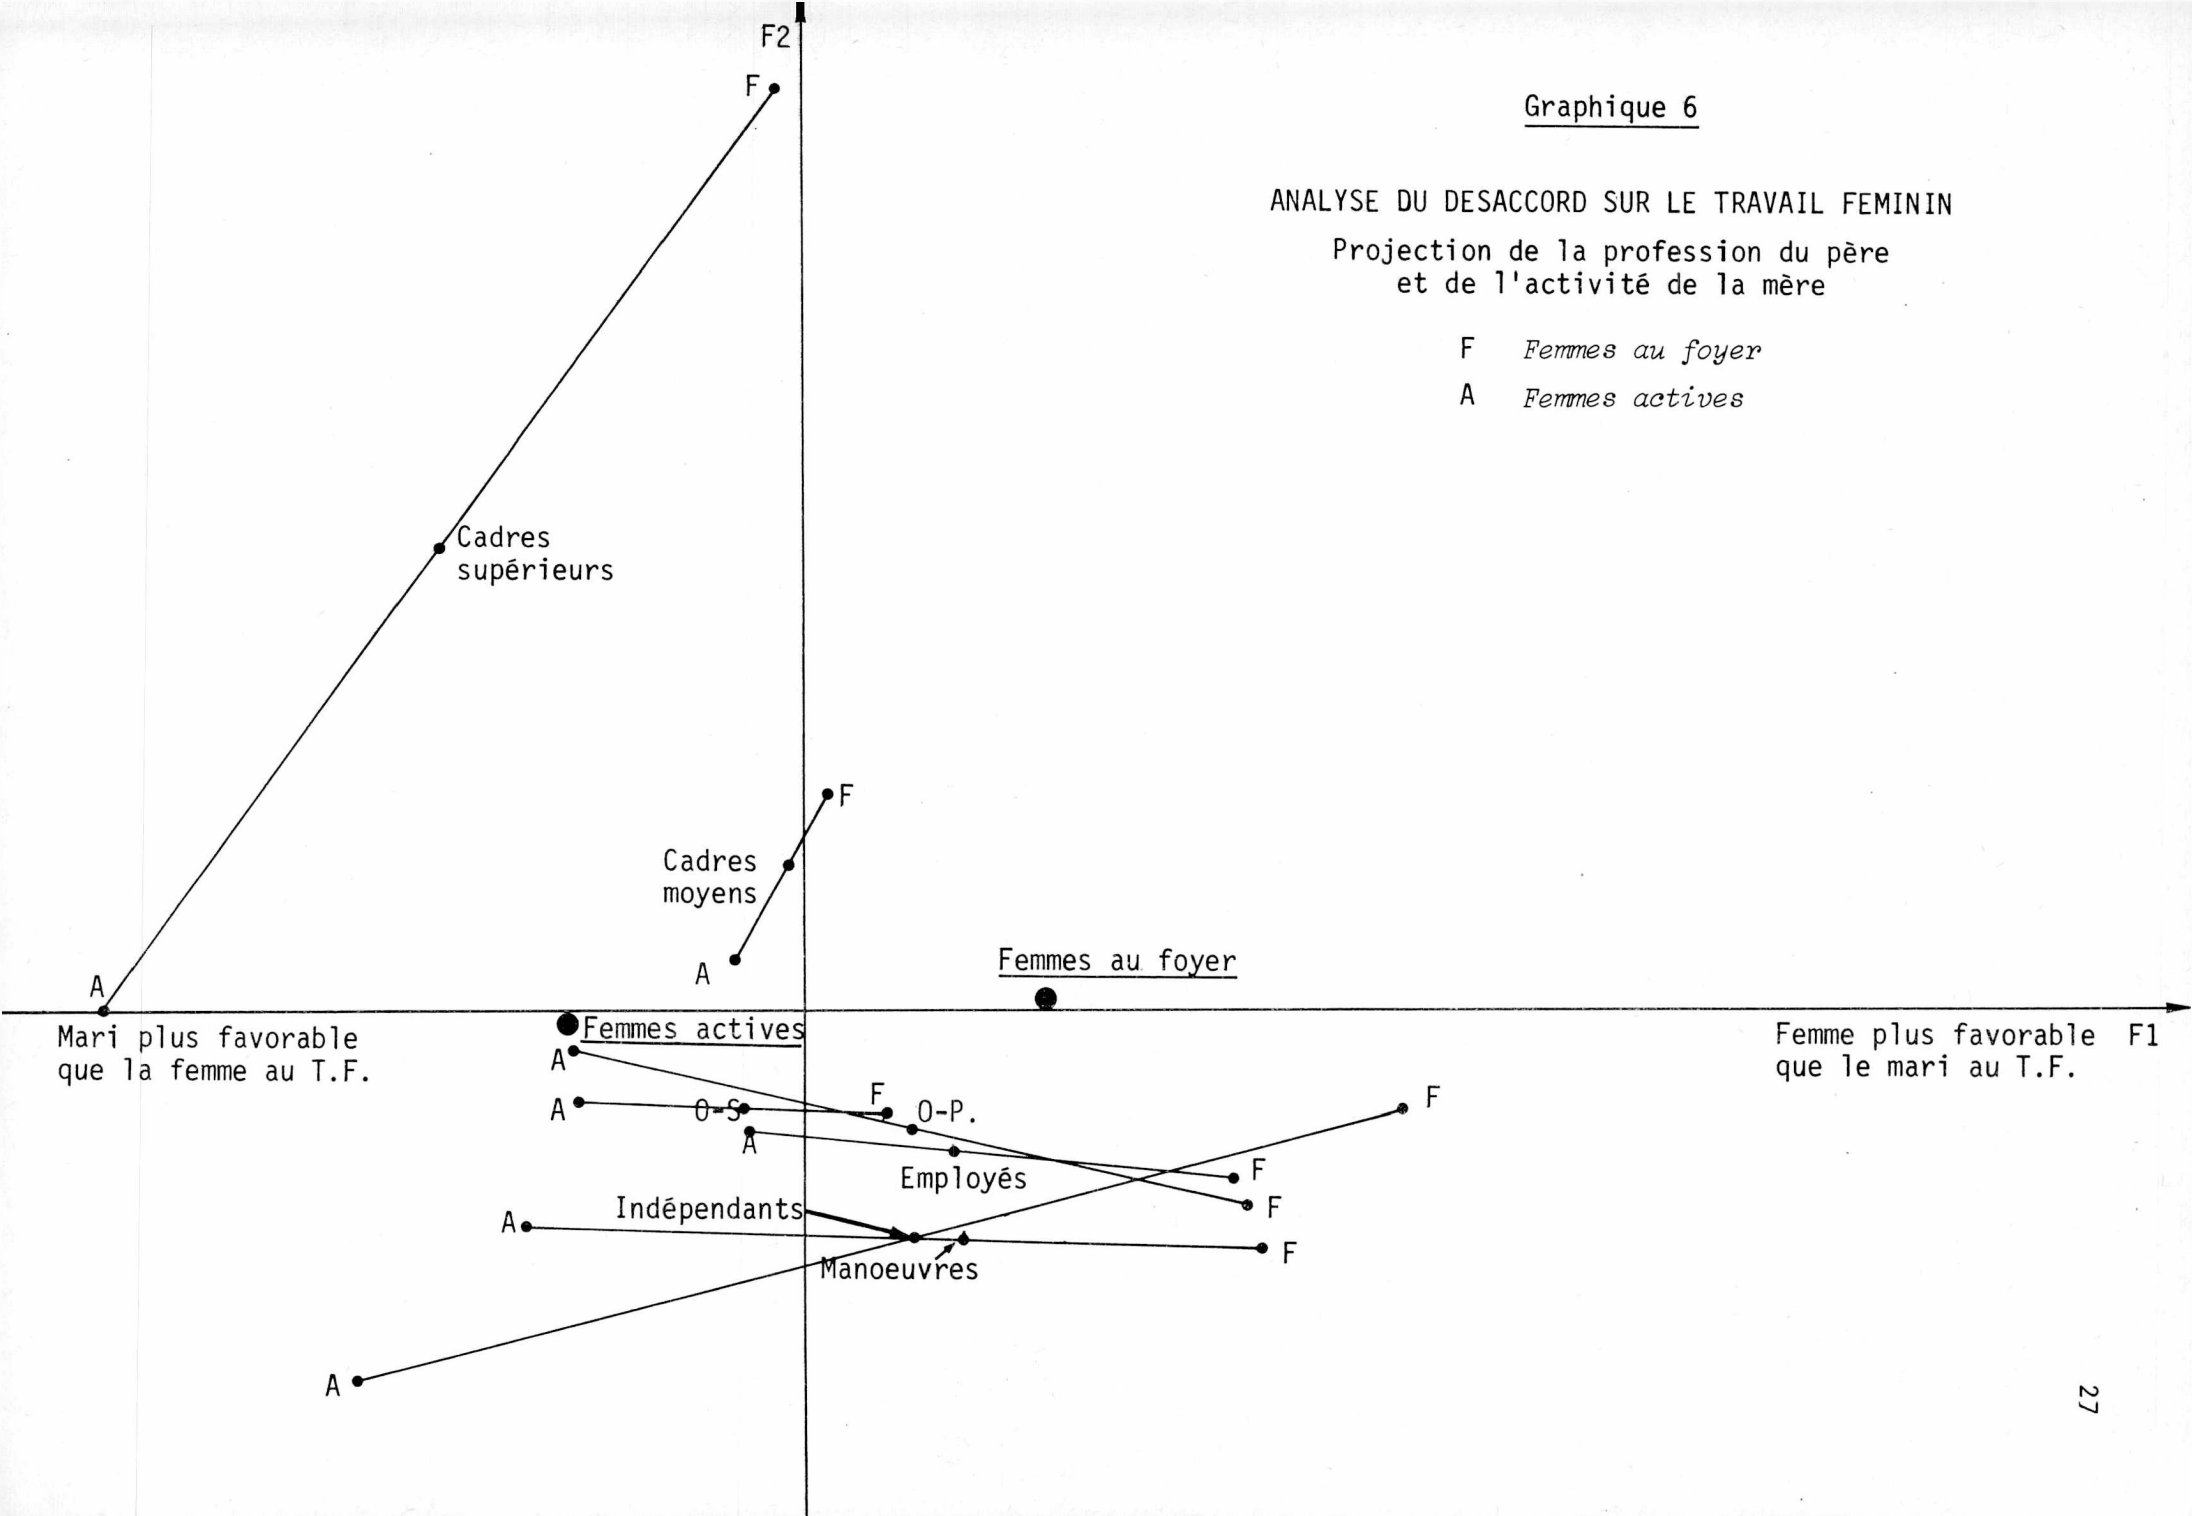 F2
F
Graphique 6
ANALYSE DU DESACCORD SUR LE TRAVAIL FEMININ
Projection de la profession du père
et de l'activité de la mère
F Femmes au foyer
A Femmes actives
Cadres
supérieurs
F
Cadres
moyens
A
Femmes au foyer
A
Mari plus favorable
que la femme au T.F.
Femmes actives
Femme plus favorable F1
que le mari au T.F.
A
F
F
A
O-S
O-P.
A
Employés
F
F
Indépendants
A
F
Manoeuvres
A
27